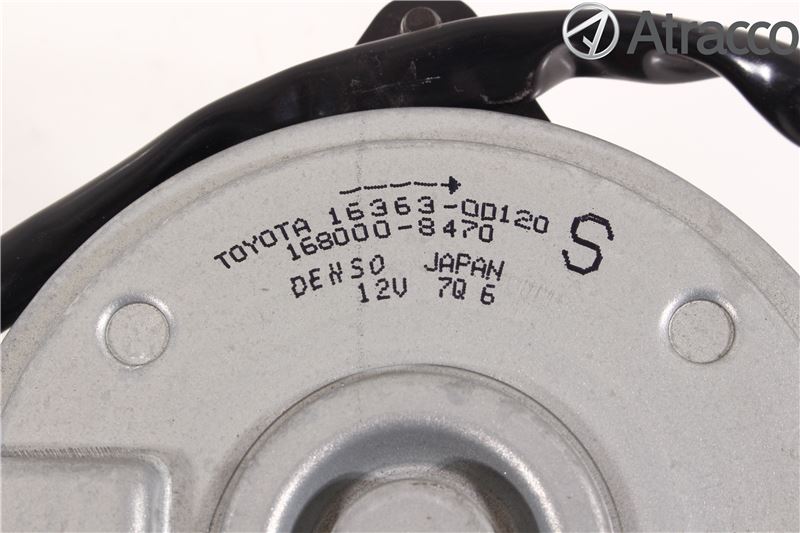 Atracco
TOYOTA 16363-0D120
168000-8470
S
DENSO JAPAN
12V 7Q 6